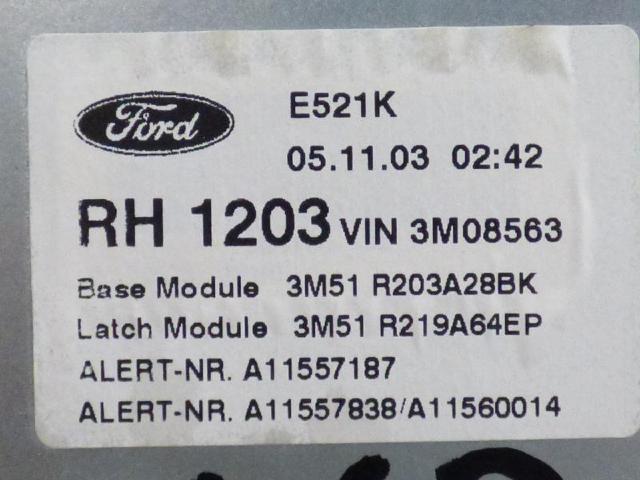 Ford
E521K
05.11.03 02:42
RH 1203 VIN 3M08563
Base Module 3M51 R203A28BK
Latch Module 3M51 R219A64EP
ALERT-NR. A11557187
ALERT-NR. A11557838/A11560014